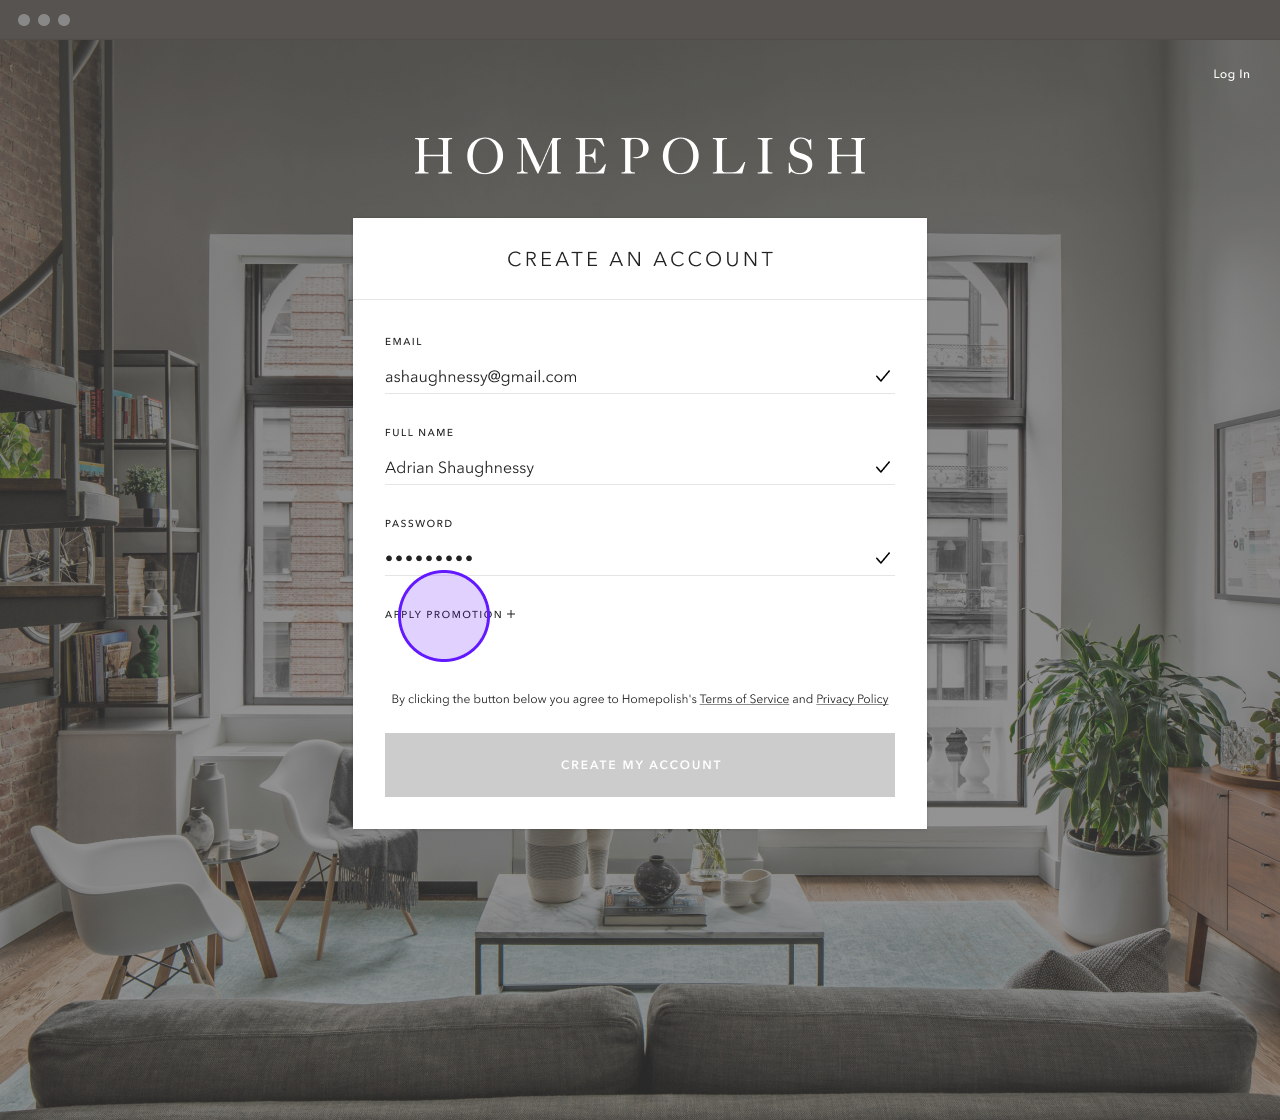 Log In
HOMEPOLISH
CREATE AN ACCOUNT
EMAIL
ashaughnessy@gmail.com
FULL NAME
Adrian Shaughnessy
PASSWORD
•••••••••
APPLY PROMOTION +
By clicking the button below you agree to Homepolish's Terms of Service and Privacy Policy
CREATE MY ACCOUNT